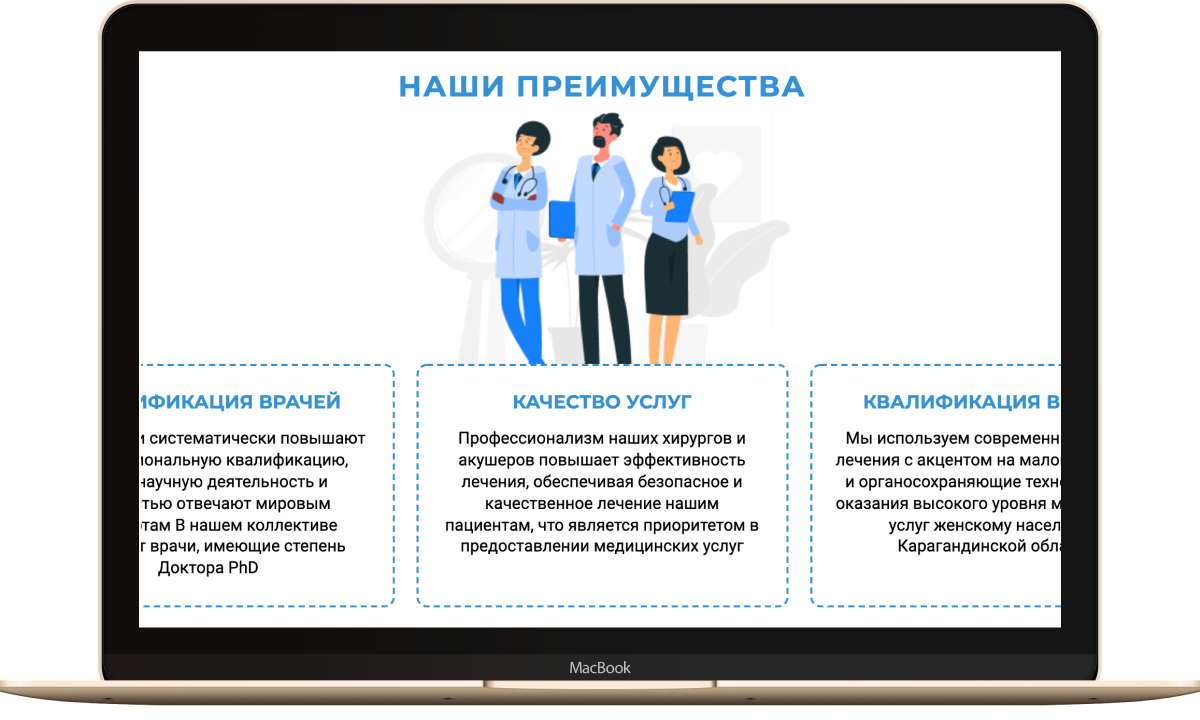 НАШИ ПРЕИМУЩЕСТВА
ИФИКАЦИЯ ВРАЧЕЙ
и систематически повышают
иональную квалификацию,
научную деятельность и
тью отвечают мировым
там В нашем коллективе
т врачи, имеющие степень
Доктора PhD
КАЧЕСТВО УСЛУГ
Профессионализм наших хирургов и
акушеров повышает эффективность
лечения, обеспечивая безопасное и
качественное лечение нашим
пациентам, что является приоритетом в
предоставлении медицинских услуг
КВАЛИФИКАЦИЯ В
Мы используем современн
лечения с акцентом на мало
и органосохраняющие техно
оказания высокого уровня м
услуг женскому насел
Карагандинской обла
MacBook